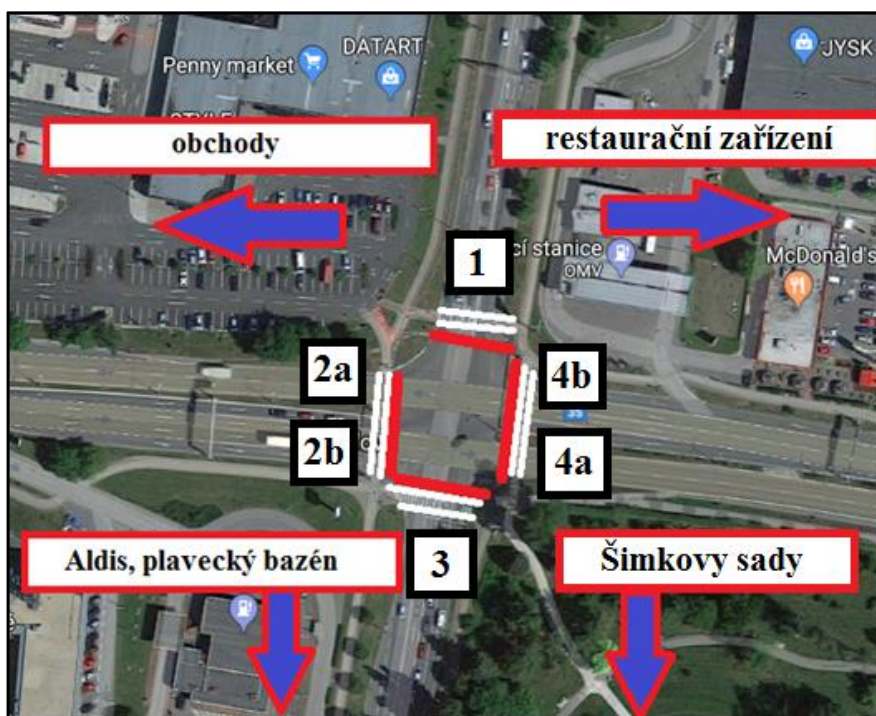 DATART
Penny market
JYSK
obchody
restaurační zařízení
1
cí stanice
OMV
McDonald's
2a
4b
35
2b
4a
Aldis, plavecký bazén
3
Šimkovy sady